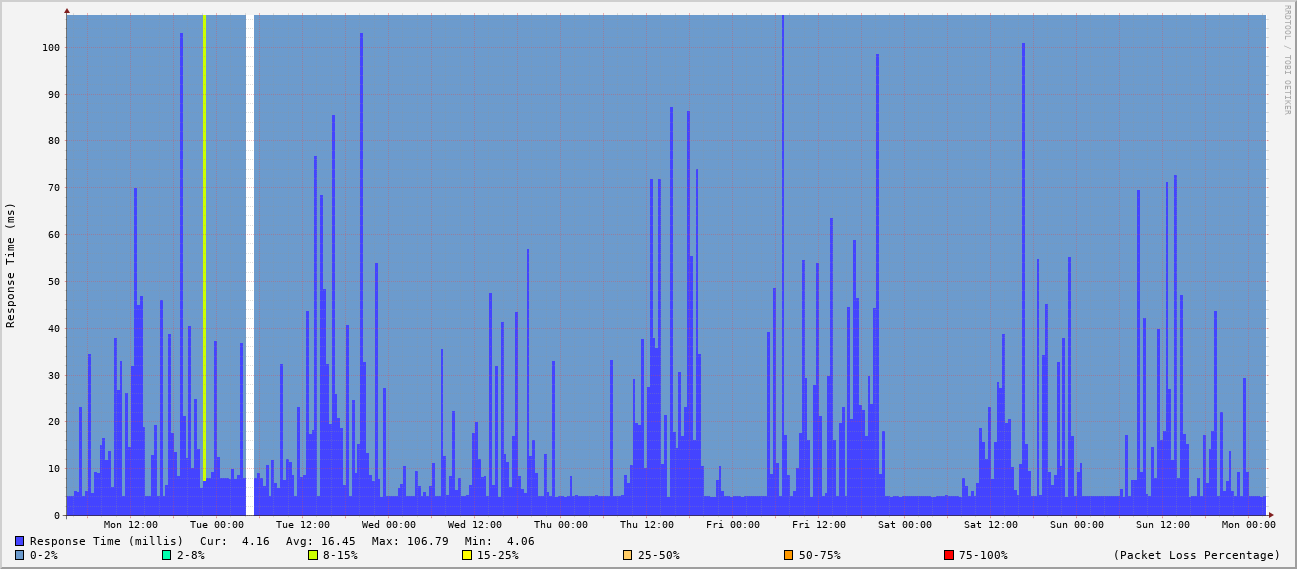 RRDTOOL / TOBI OETIKER
Response Time (ms)
100
90
80
70
60
50
40
30
20
10
0
Mon 12:00 Tue 00:00 Tue 12:00 Wed 00:00 Wed 12:00 Thu 00:00 Thu 12:00 Fri 00:00 Fri 12:00 Sat 00:00 Sat 12:00 Sun 00:00 Sun 12:00 Mon 00:00
Response Time (millis) Cur: 4.16 Avg: 16.45 Max: 106.79 Min: 4.06
0-2% 2-8% 8-15% 15-25% 25-50% 50-75% 75-100% (Packet Loss Percentage)